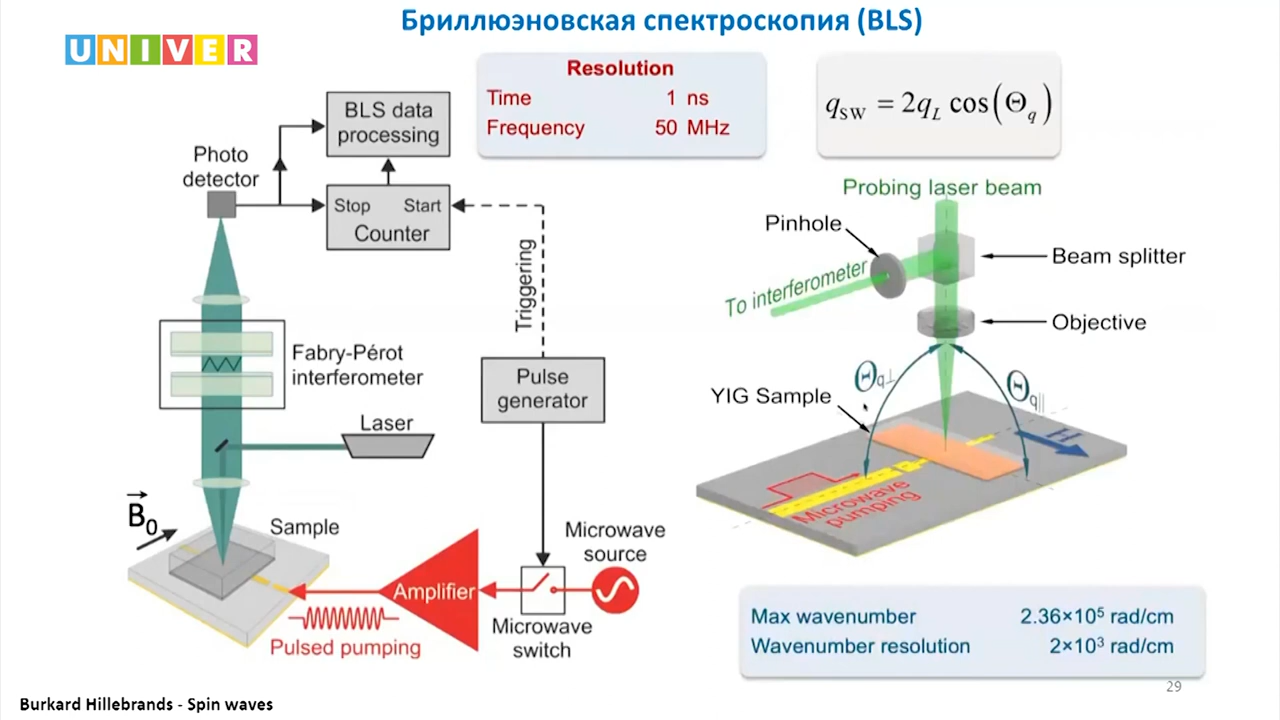 Бриллюэновская спектроскопия (BLS)
UNIVER
Resolution
Time 1 ns
Frequency 50 MHz
q_SW = 2q_L cos(Θ_q)
BLS data
processing
Photo
detector
Stop Start
Counter
Triggering
Fabry-Pérot
interferometer
Pulse
generator
Laser
B₀
Sample
Microwave
source
Amplifier
Microwave
switch
Pulsed pumping
Probing laser beam
Pinhole
Beam splitter
To interferometer
Objective
Θq⊥
Θq||
YIG Sample
H
Microwave
pumping
Max wavenumber 2.36×10⁵ rad/cm
Wavenumber resolution 2×10³ rad/cm
29
Burkard Hillebrands - Spin waves